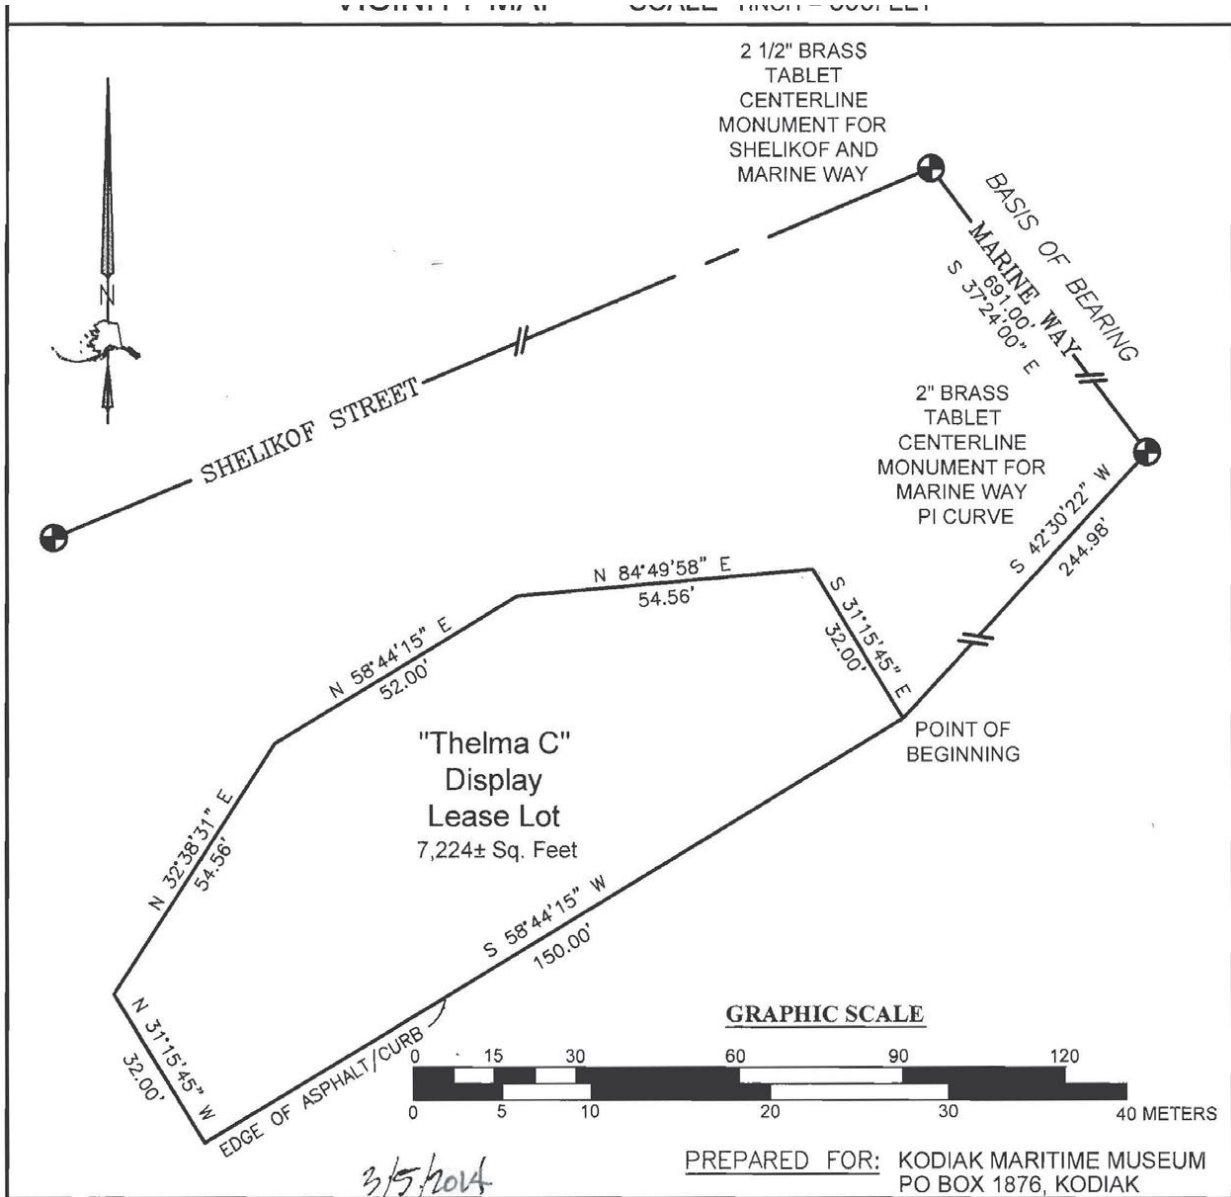 VICINITY MAP SCALE 1INCH = 500FEET
2 1/2" BRASS
TABLET
CENTERLINE
MONUMENT FOR
SHELIKOF AND
MARINE WAY
BASIS OF BEARING
MARINE WAY
691.00'
S 37°24'00" E
N
SHELIKOF STREET
2" BRASS
TABLET
CENTERLINE
MONUMENT FOR
MARINE WAY
PI CURVE
S 42°30'22" W
244.98'
N 84°49'58" E
54.56'
S 31°15'45" E
32.00'
N 58°44'15" E
52.00'
POINT OF
BEGINNING
"Thelma C"
Display
Lease Lot
7,224± Sq. Feet
N 32°38'31" E
54.56'
S 58°44'15" W
150.00'
N 31°15'45" W
32.00'
EDGE OF ASPHALT/CURB
GRAPHIC SCALE
0 15 30 60 90 120
0 5 10 20 30 40 METERS
3/5/2014
PREPARED FOR: KODIAK MARITIME MUSEUM
PO BOX 1876, KODIAK